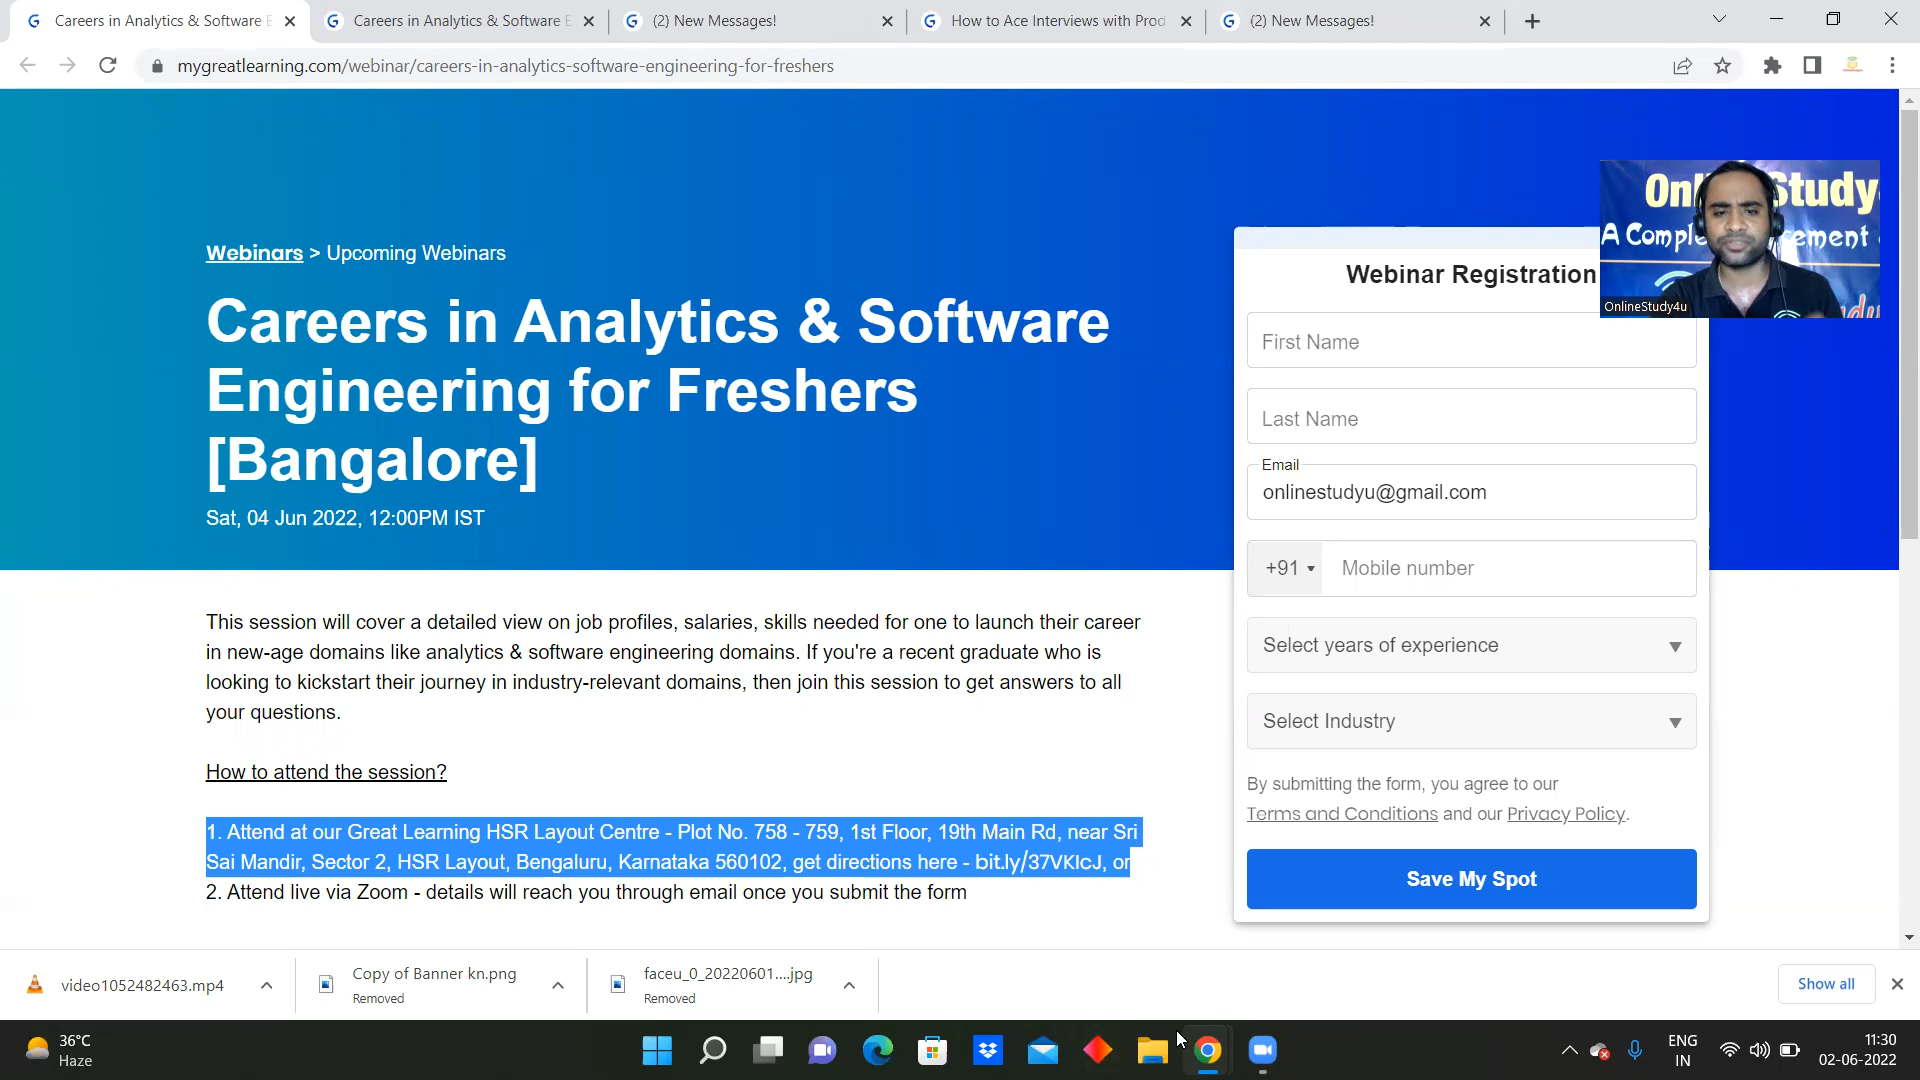 Careers in Analytics & Software E
Careers in Analytics & Software E
(2) New Messages!
How to Ace Interviews with Prod
(2) New Messages!
mygreatlearning.com/webinar/careers-in-analytics-software-engineering-for-freshers
Webinars > Upcoming Webinars
Careers in Analytics & Software
Engineering for Freshers
[Bangalore]
Sat, 04 Jun 2022, 12:00PM IST
This session will cover a detailed view on job profiles, salaries, skills needed for one to launch their career
in new-age domains like analytics & software engineering domains. If you're a recent graduate who is
looking to kickstart their journey in industry-relevant domains, then join this session to get answers to all
your questions.
How to attend the session?
1. Attend at our Great Learning HSR Layout Centre - Plot No. 758 - 759, 1st Floor, 19th Main Rd, near Sri
Sai Mandir, Sector 2, HSR Layout, Bengaluru, Karnataka 560102, get directions here - bit.ly/37VKIcJ, or
2. Attend live via Zoom - details will reach you through email once you submit the form
Webinar Registration
First Name
Last Name
Email
onlinestudyu@gmail.com
+91 Mobile number
Select years of experience
Select Industry
By submitting the form, you agree to our
Terms and Conditions and our Privacy Policy.
Save My Spot
Study
A Comple
OnlineStudy4u
video1052482463.mp4
Copy of Banner kn.png
Removed
faceu_0_20220601....jpg
Removed
Show all
36°C
Haze
ENG
IN
11:30
02-06-2022